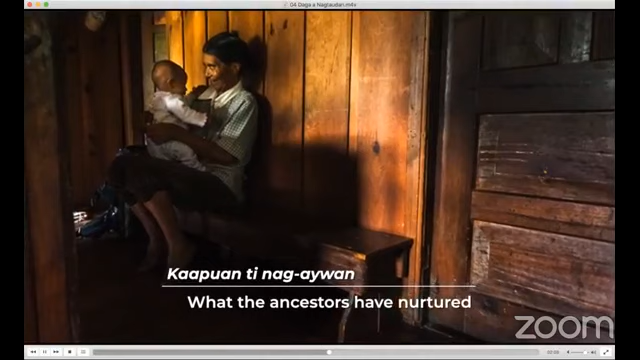 04 Daga a Nagtaudan.m4v
Kaapuan ti nag-aywan
What the ancestors have nurtured
zoom